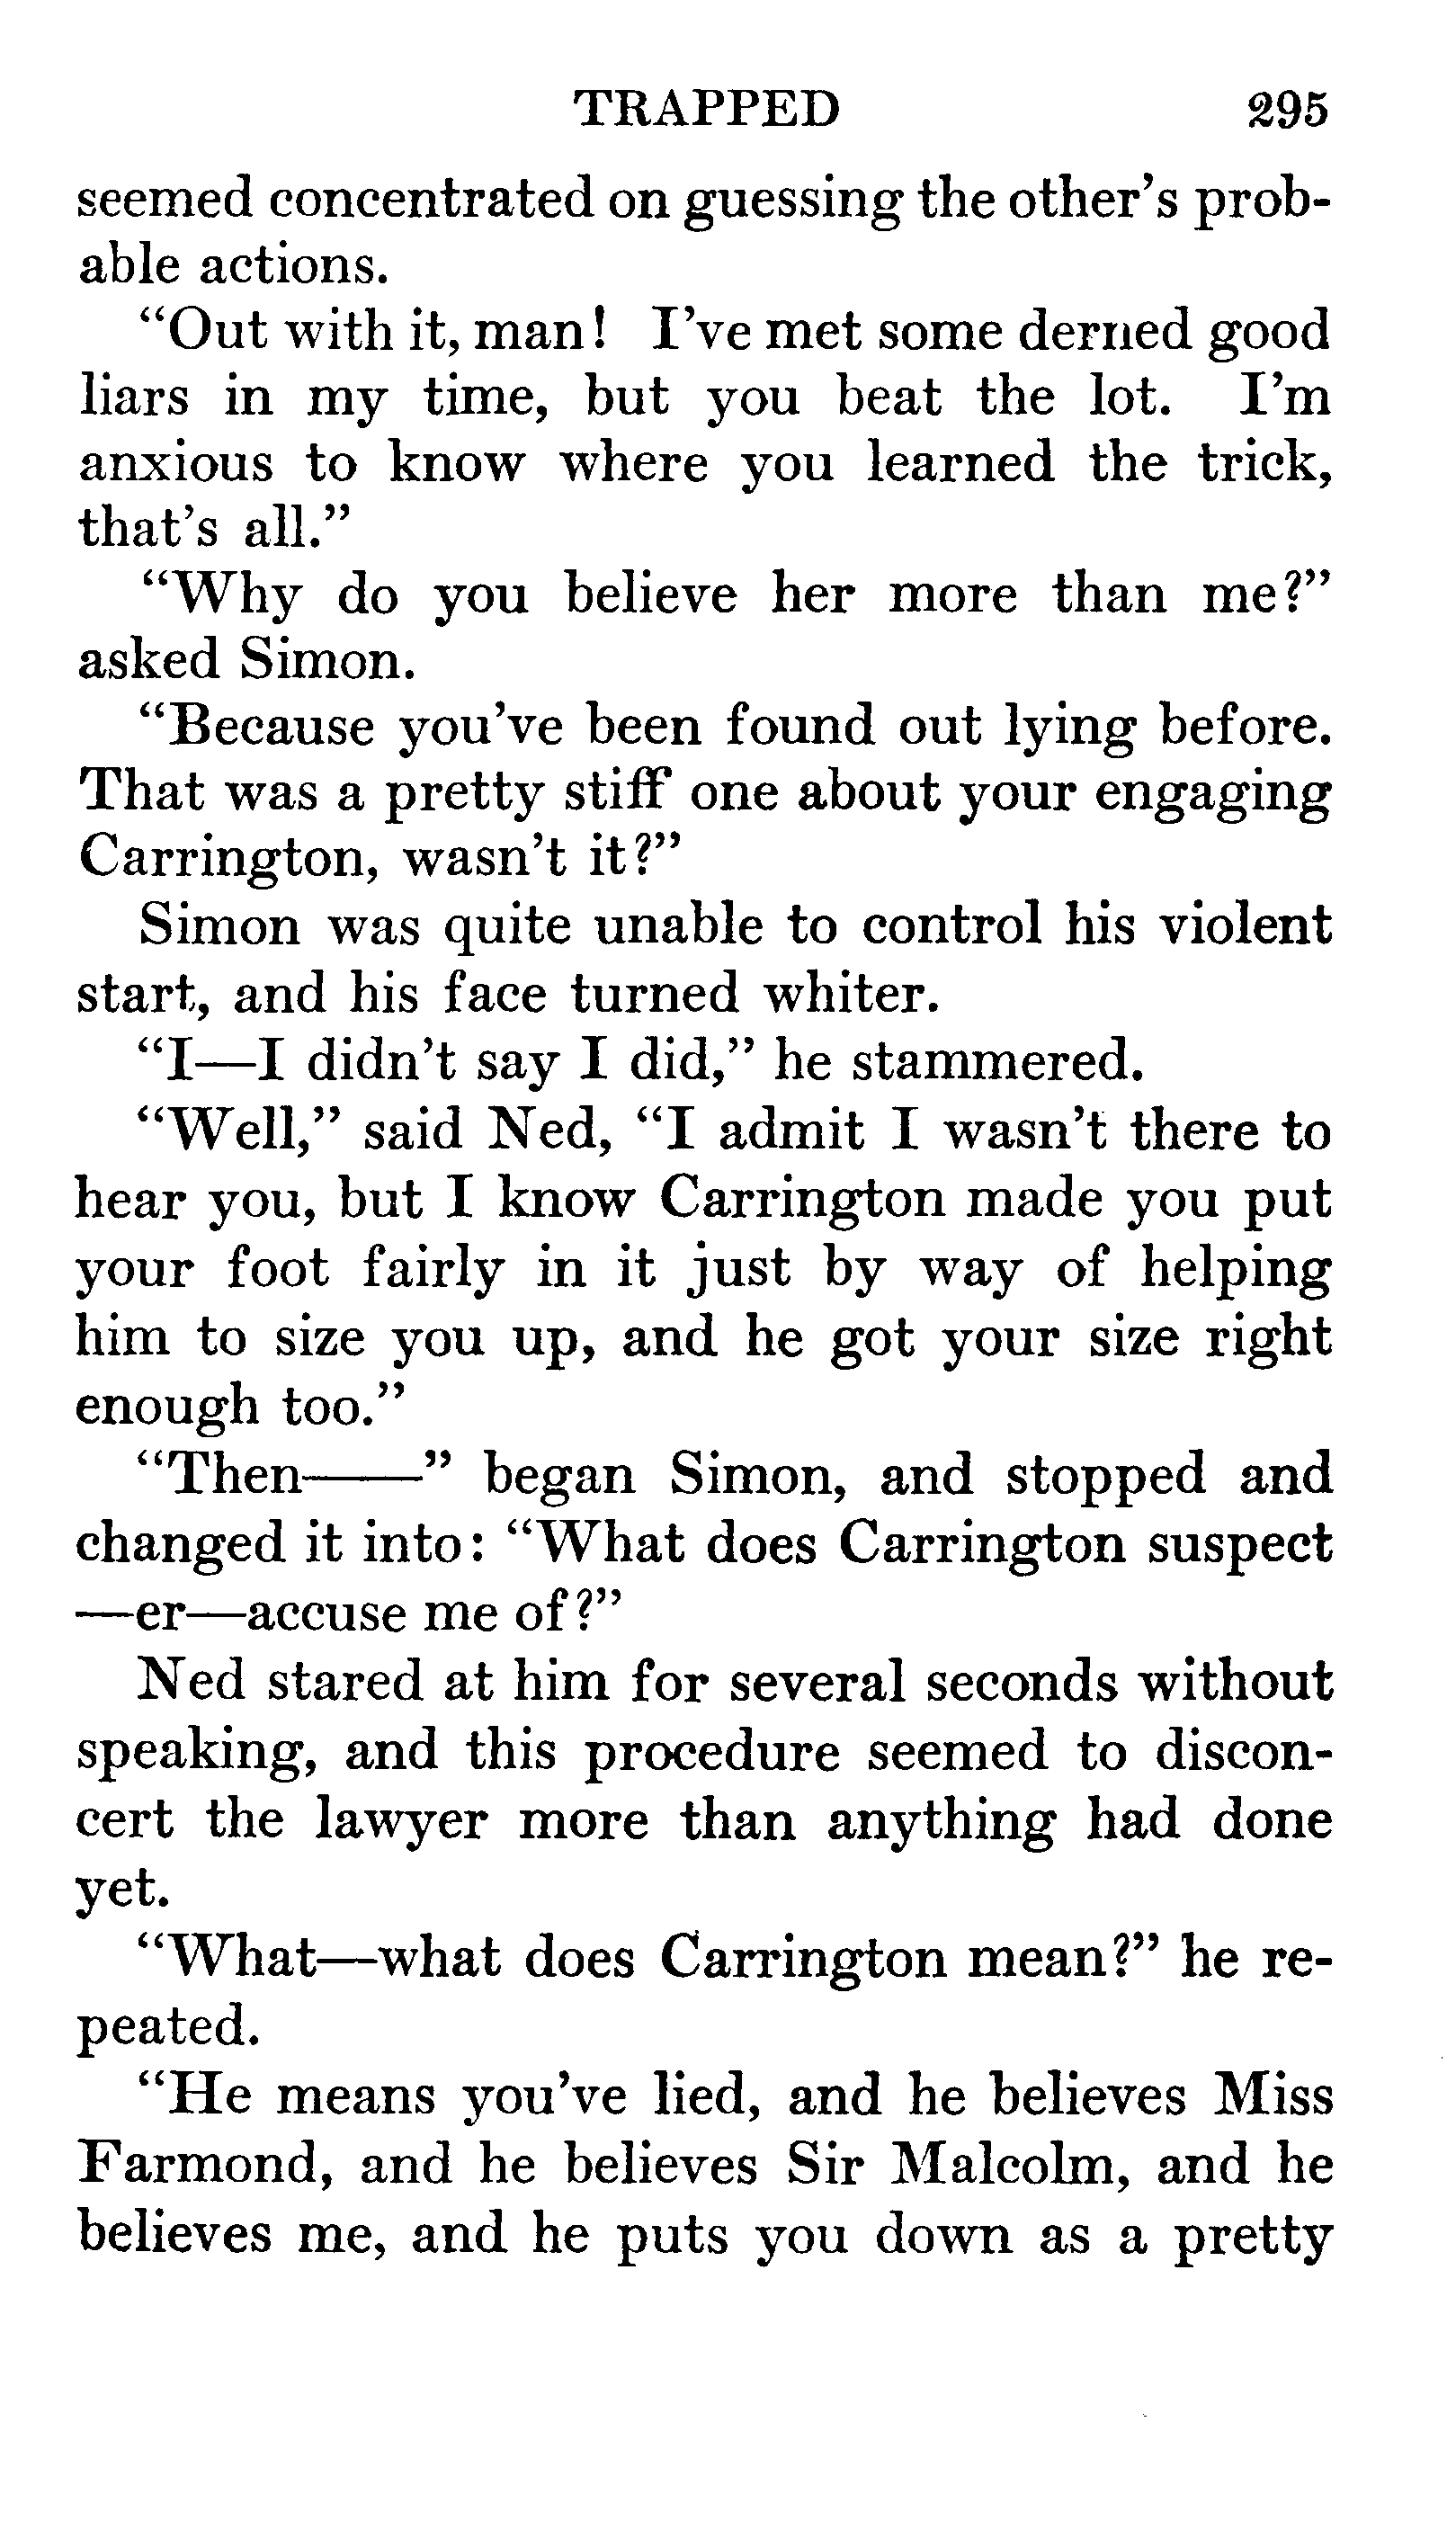 TRAPPED 295
seemed concentrated on guessing the other's prob-
able actions.
“Out with it, man! I've met some derned good
liars in my time, but you beat the lot. I'm
anxious to know where you learned the trick,
that's all.”
“Why do you believe her more than me?”
asked Simon.
“Because you've been found out lying before.
That was a pretty stiff one about your engaging
Carrington, wasn't it?”
Simon was quite unable to control his violent
start, and his face turned whiter.
“I—I didn't say I did,” he stammered.
“Well,” said Ned, “I admit I wasn't there to
hear you, but I know Carrington made you put
your foot fairly in it just by way of helping
him to size you up, and he got your size right
enough too.”
“Then——” began Simon, and stopped and
changed it into: “What does Carrington suspect
—er—accuse me of?”
Ned stared at him for several seconds without
speaking, and this procedure seemed to discon-
cert the lawyer more than anything had done
yet.
“What—what does Carrington mean?” he re-
peated.
“He means you've lied, and he believes Miss
Farmond, and he believes Sir Malcolm, and he
believes me, and he puts you down as a pretty